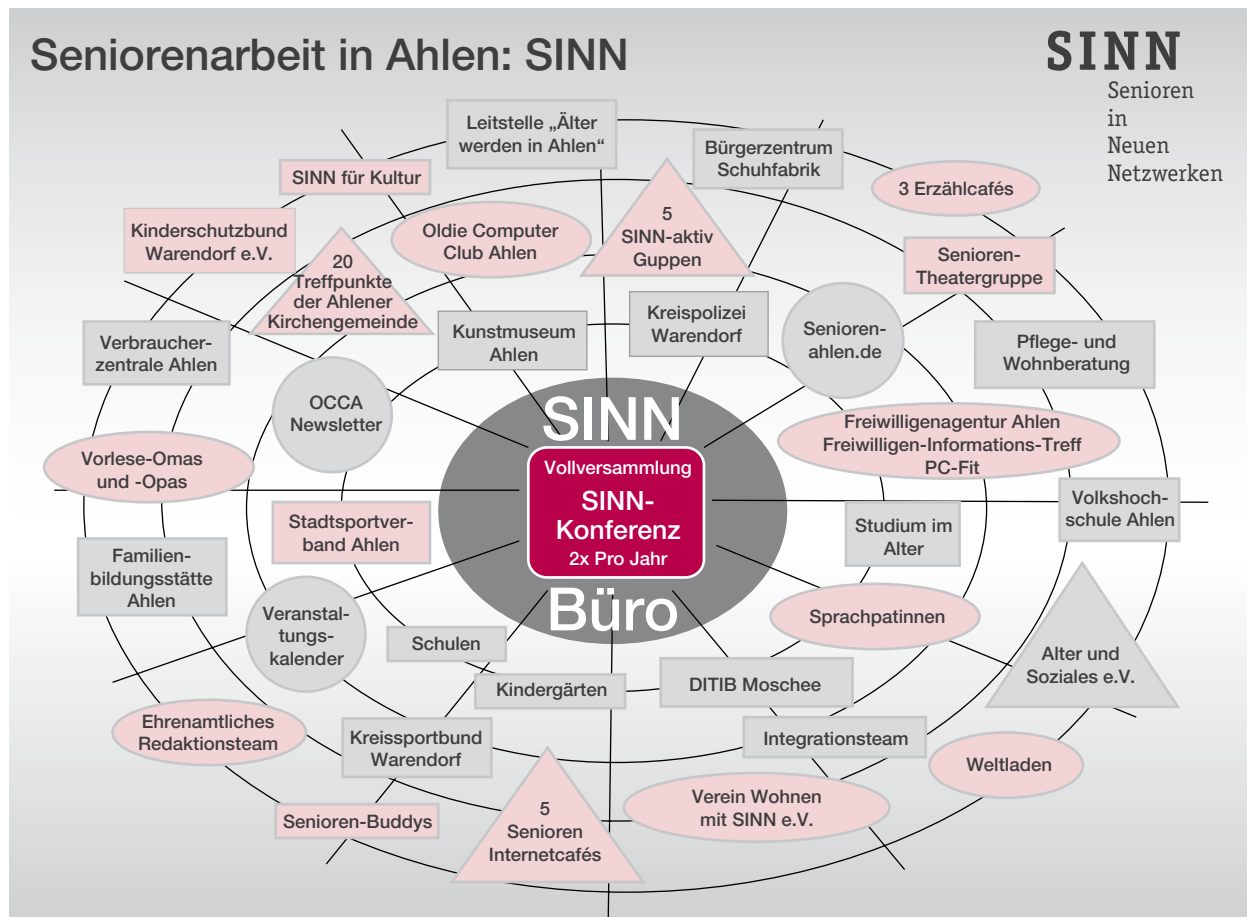 Seniorenarbeit in Ahlen: SINN
SINN
Senioren
in
Neuen
Netzwerken
Leitstelle „Älter
werden in Ahlen“
Bürgerzentrum
Schuhfabrik
SINN für Kultur
3 Erzählcafés
Kinderschutzbund
Warendorf e.V.
Oldie Computer
Club Ahlen
5
SINN-aktiv
Guppen
Senioren-
Theatergruppe
20
Treffpunkte
der Ahlener
Kirchengemeinde
Verbraucher-
zentrale Ahlen
Kunstmuseum
Ahlen
Kreispolizei
Warendorf
Senioren-
ahlen.de
Pflege- und
Wohnberatung
OCCA
Newsletter
SINN
Vollversammlung
SINN-
Konferenz
2x Pro Jahr
Büro
Freiwilligenagentur Ahlen
Freiwilligen-Informations-Treff
PC-Fit
Vorlese-Omas
und -Opas
Stadtsportver-
band Ahlen
Studium im
Alter
Volkshoch-
schule Ahlen
Familien-
bildungsstätte
Ahlen
Veranstal-
tungs-
kalender
Schulen
Sprachpatinnen
Kindergärten
DITIB Moschee
Alter und
Soziales e.V.
Ehrenamtliches
Redaktionsteam
Kreissportbund
Warendorf
Integrationsteam
Weltladen
Senioren-Buddys
5
Senioren
Internetcafés
Verein Wohnen
mit SINN e.V.